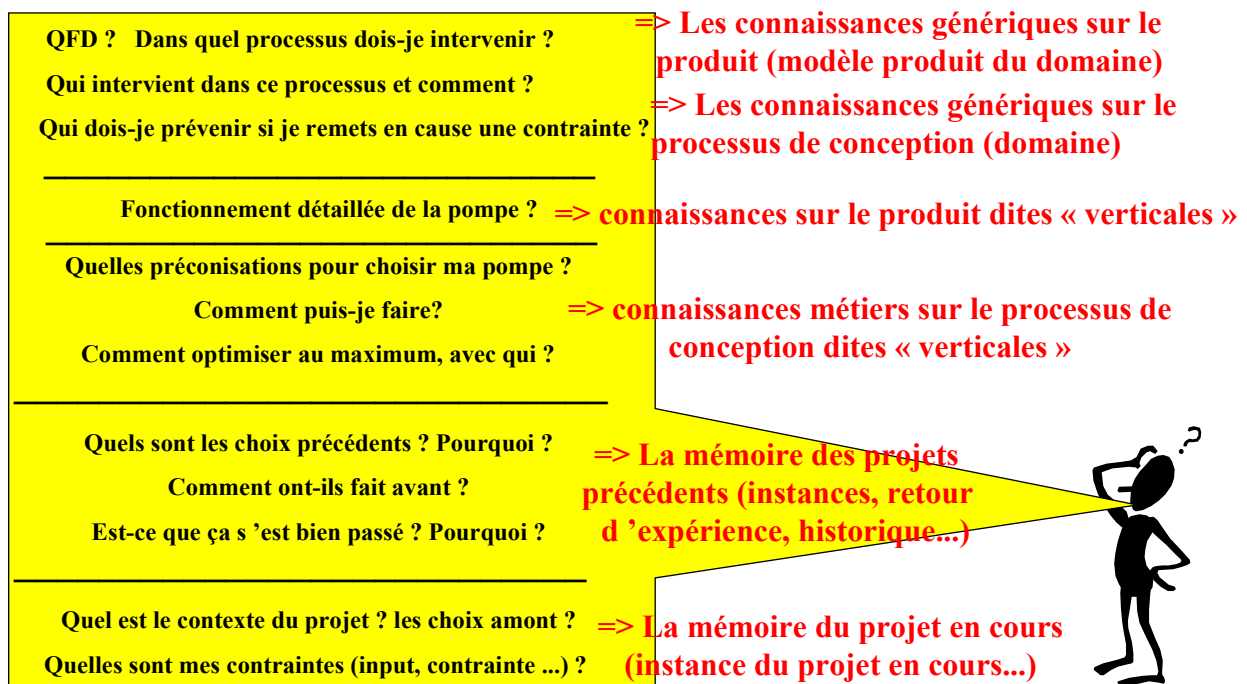 QFD ? Dans quel processus dois-je intervenir ?
Qui intervient dans ce processus et comment ?
Qui dois-je prévenir si je remets en cause une contrainte ?
=> Les connaissances génériques sur le
produit (modèle produit du domaine)
=> Les connaissances génériques sur le
processus de conception (domaine)
Fonctionnement détaillée de la pompe ?
=> connaissances sur le produit dites « verticales »
Quelles préconisations pour choisir ma pompe ?
Comment puis-je faire?
Comment optimiser au maximum, avec qui ?
=> connaissances métiers sur le processus de
conception dites « verticales »
Quels sont les choix précédents ? Pourquoi ?
Comment ont-ils fait avant ?
Est-ce que ça s ’est bien passé ? Pourquoi ?
=> La mémoire des projets
précédents (instances, retour
d ’expérience, historique...)
Quel est le contexte du projet ? les choix amont ?
Quelles sont mes contraintes (input, contrainte ...) ?
=> La mémoire du projet en cours
(instance du projet en cours...)
?